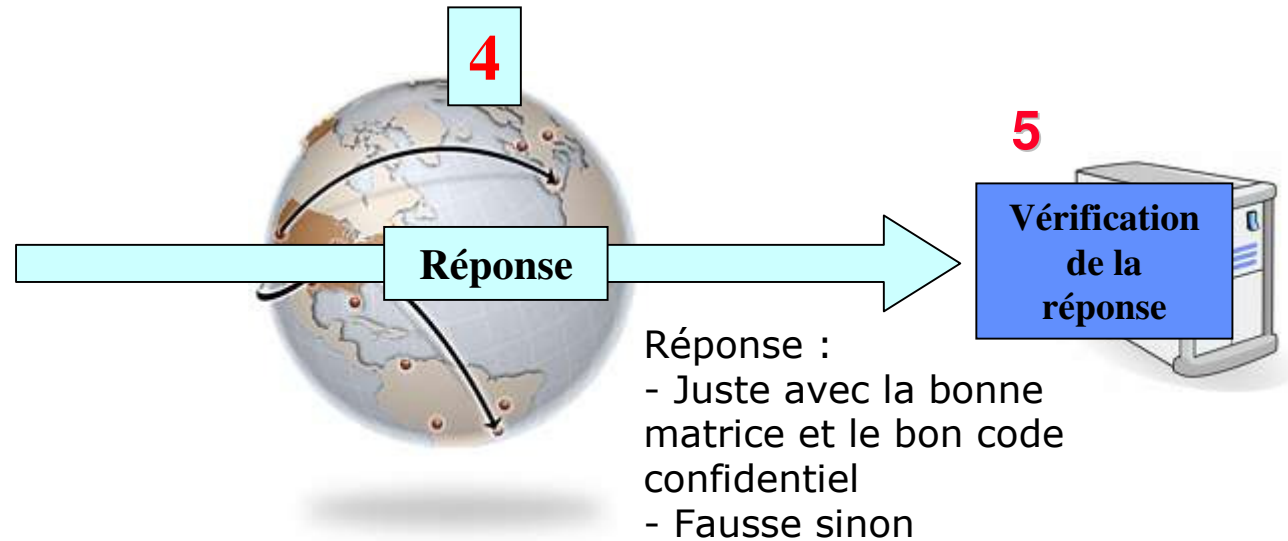 4
5
Vérification
de la
réponse
Réponse
Réponse :
- Juste avec la bonne
matrice et le bon code
confidentiel
- Fausse sinon